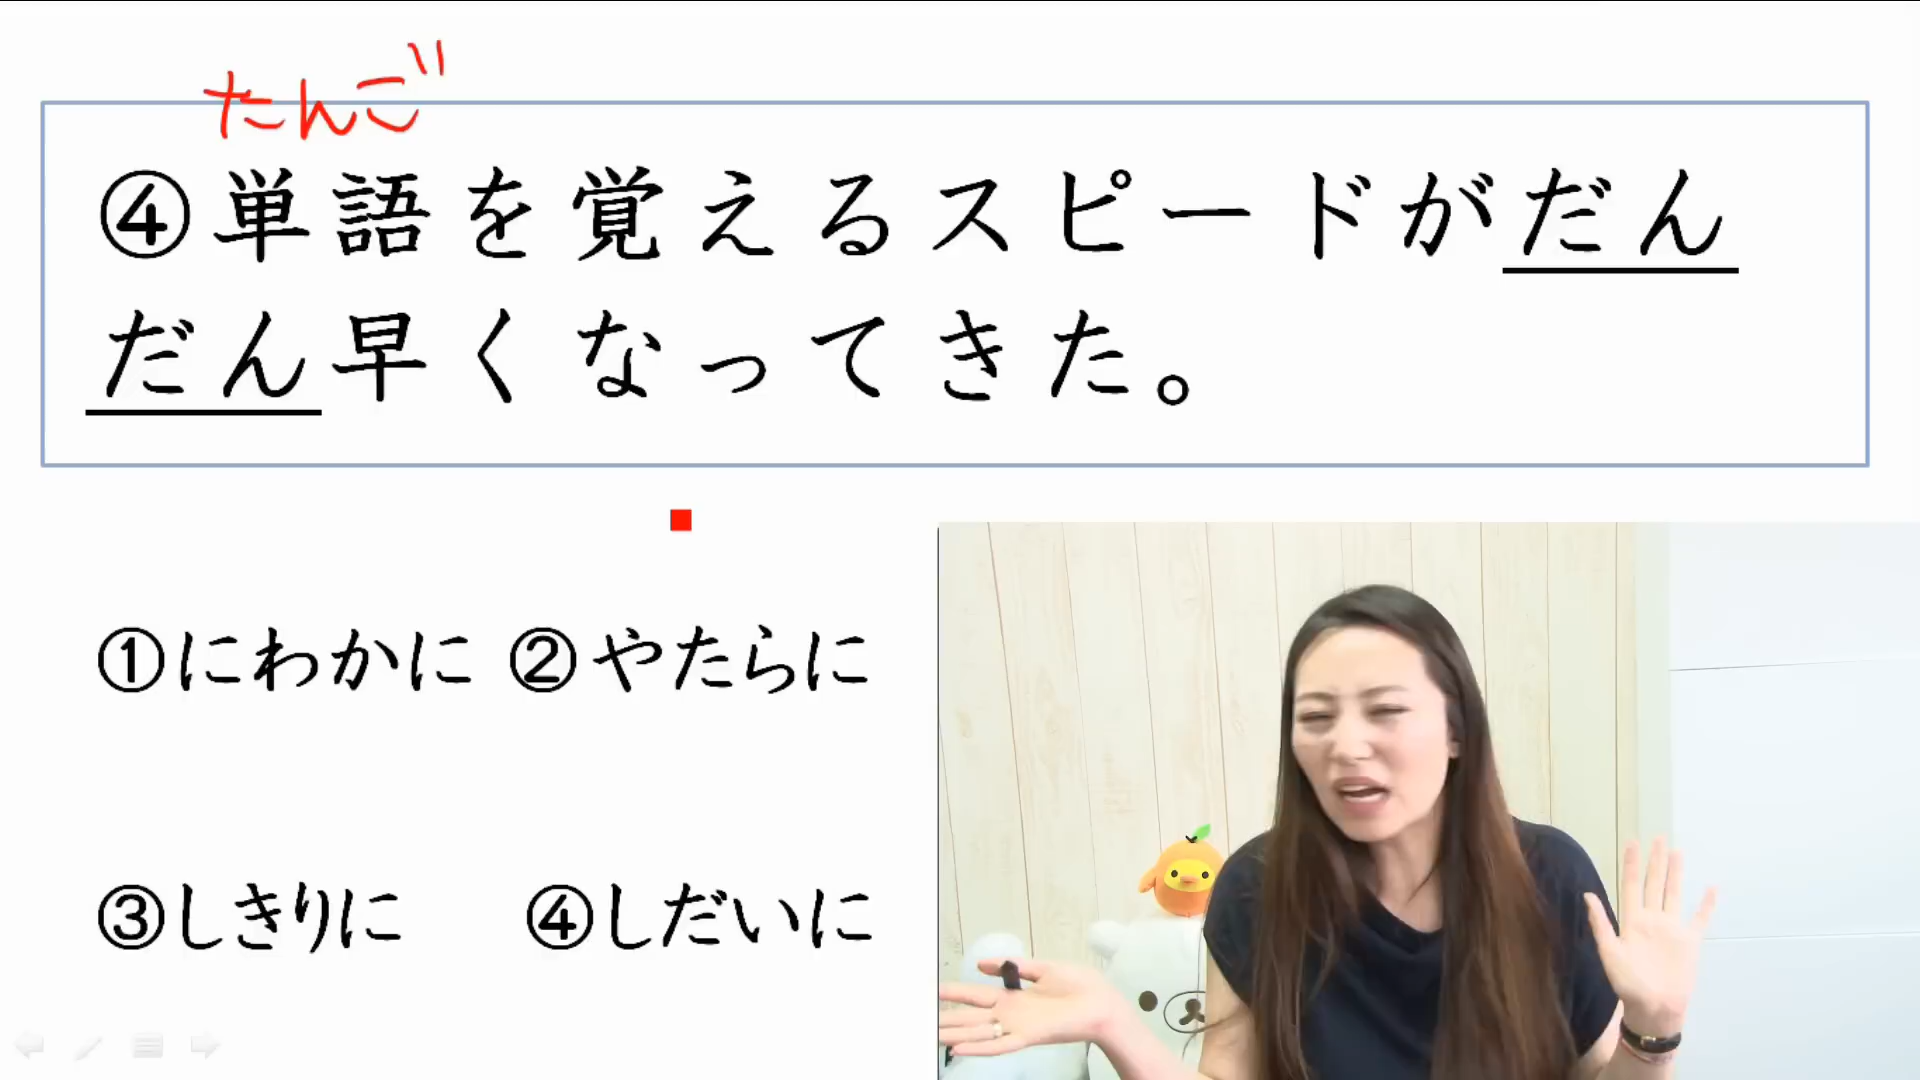 たんご
④単語を覚えるスピードがだん
だん早くなってきた。
①にわかに ②やたらに
③しきりに ④しだいに